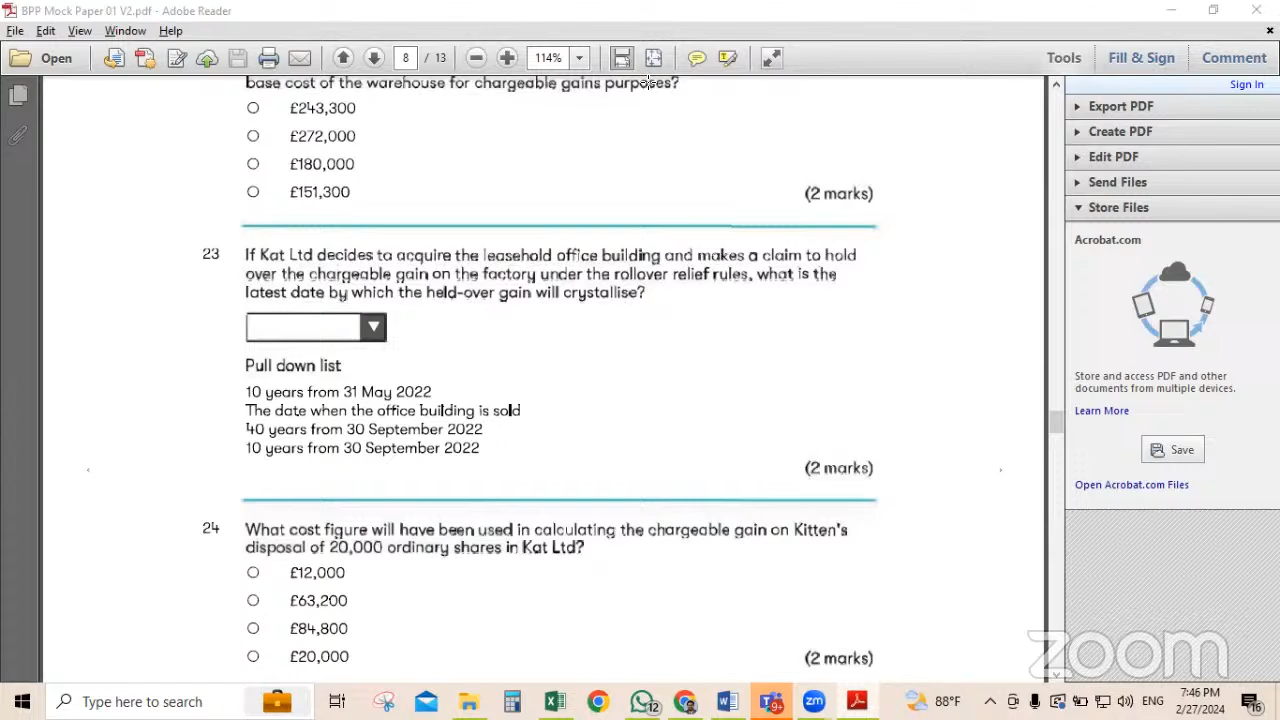 BPP Mock Paper 01 V2.pdf - Adobe Reader
File Edit View Window Help
Open 8 / 13 114% Tools Fill & Sign Comment
Sign In
base cost of the warehouse for chargeable gains purposes?
£243,300
£272,000
£180,000
£151,300
(2 marks)
23 If Kat Ltd decides to acquire the leasehold office building and makes a claim to hold
over the chargeable gain on the factory under the rollover relief rules, what is the
latest date by which the held-over gain will crystallise?
Pull down list
10 years from 31 May 2022
The date when the office building is sold
40 years from 30 September 2022
10 years from 30 September 2022
(2 marks)
24 What cost figure will have been used in calculating the chargeable gain on Kitten's
disposal of 20,000 ordinary shares in Kat Ltd?
£12,000
£63,200
£84,800
£20,000
(2 marks)
Export PDF
Create PDF
Edit PDF
Send Files
Store Files
Acrobat.com
Store and access PDF and other
documents from multiple devices.
Learn More
Save
Open Acrobat.com Files
zoom
Type here to search
12
9+
zm
88°F
ENG
7:46 PM
2/27/2024
16